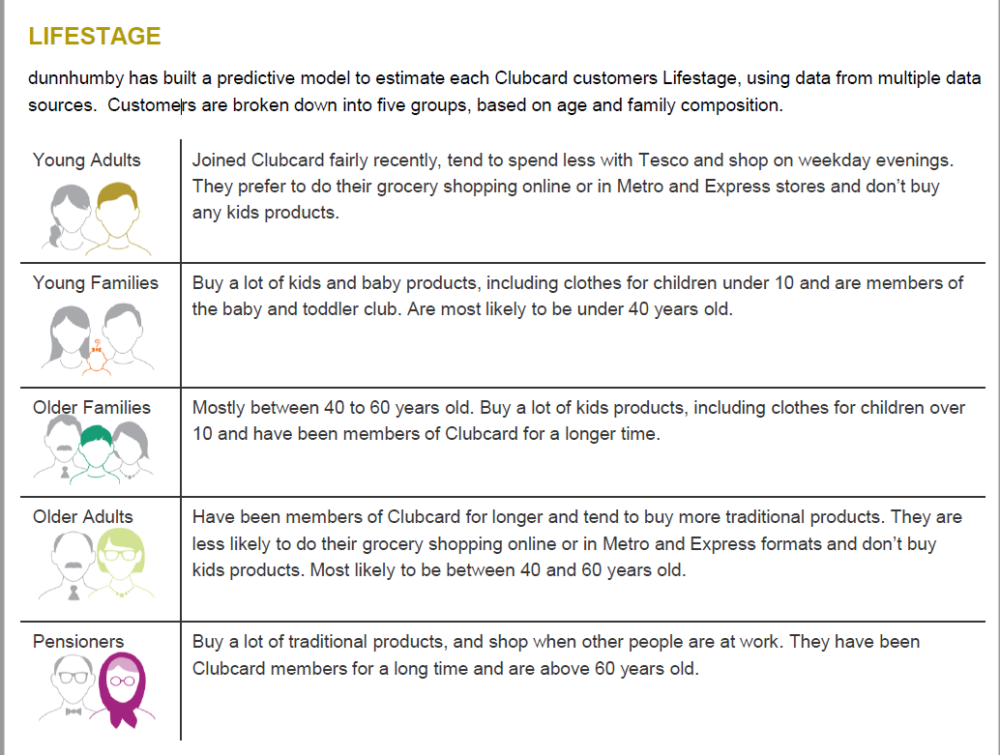 LIFESTAGE
dunnhumby has built a predictive model to estimate each Clubcard customers Lifestage, using data from multiple data
sources.  Customers are broken down into five groups, based on age and family composition.
Young Adults
Joined Clubcard fairly recently, tend to spend less with Tesco and shop on weekday evenings.
They prefer to do their grocery shopping online or in Metro and Express stores and don’t buy
any kids products.
Young Families
Buy a lot of kids and baby products, including clothes for children under 10 and are members of
the baby and toddler club. Are most likely to be under 40 years old.
Older Families
Mostly between 40 to 60 years old. Buy a lot of kids products, including clothes for children over
10 and have been members of Clubcard for a longer time.
Older Adults
Have been members of Clubcard for longer and tend to buy more traditional products. They are
less likely to do their grocery shopping online or in Metro and Express formats and don’t buy
kids products. Most likely to be between 40 and 60 years old.
Pensioners
Buy a lot of traditional products, and shop when other people are at work. They have been
Clubcard members for a long time and are above 60 years old.